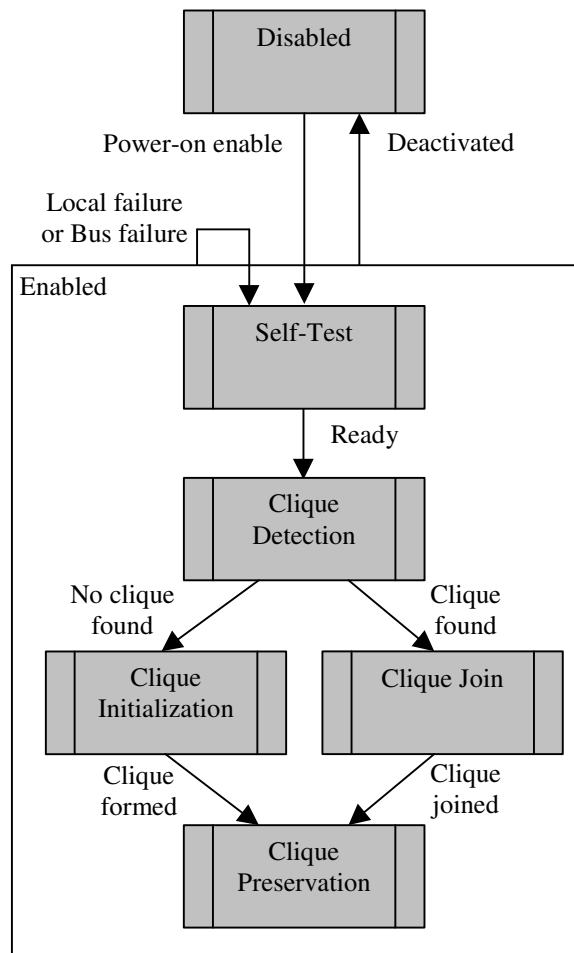 Disabled
Power-on enable
Deactivated
Local failure
or Bus failure
Enabled
Self-Test
Ready
Clique
Detection
No clique
found
Clique
found
Clique
Initialization
Clique Join
Clique
formed
Clique
joined
Clique
Preservation